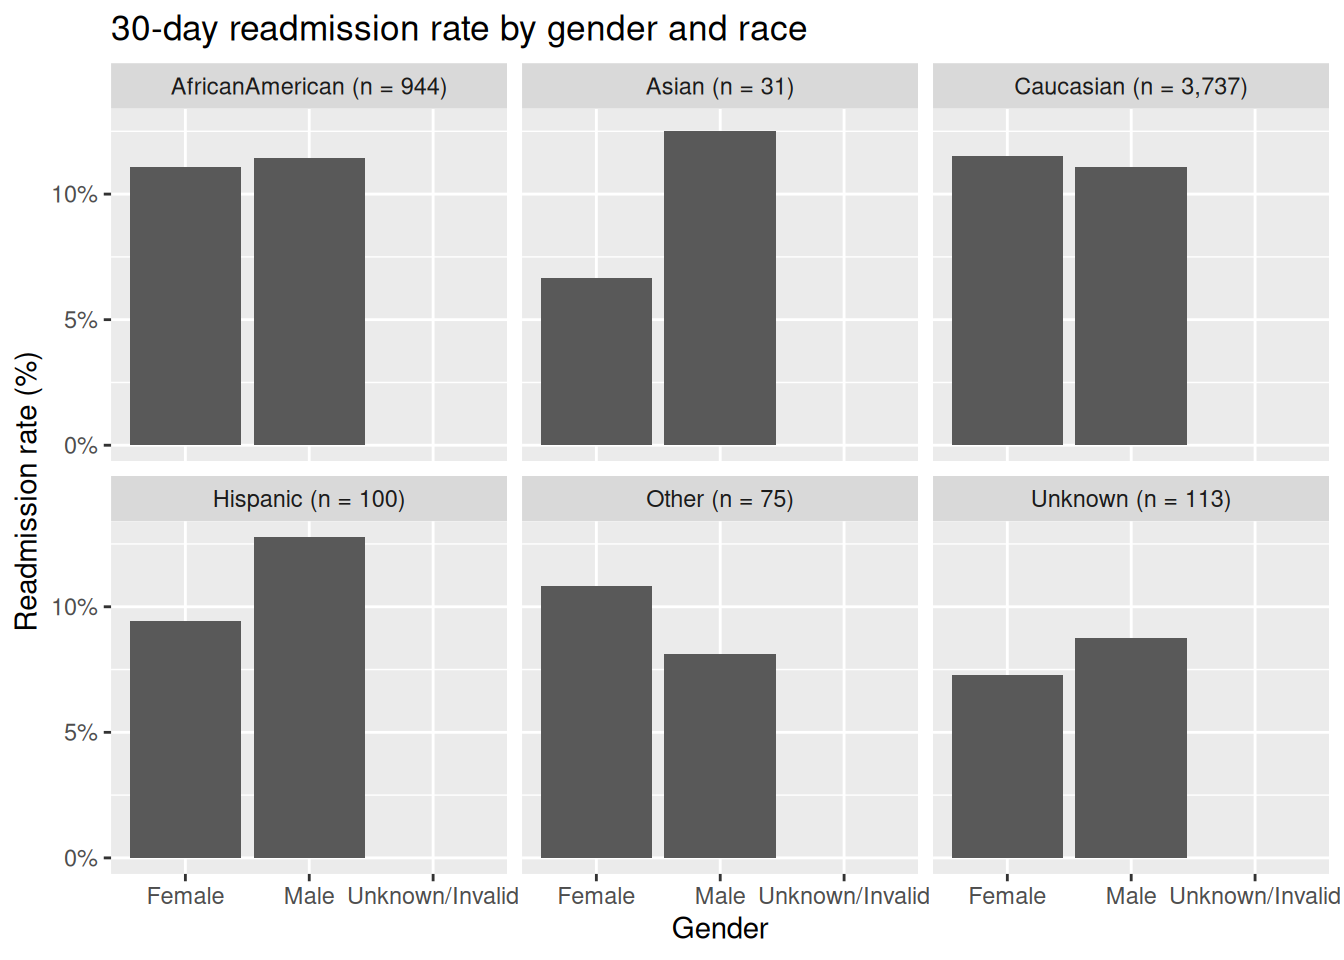 30-day readmission rate by gender and race
AfricanAmerican (n = 944)
Asian (n = 31)
Caucasian (n = 3,737)
10%
5%
0%
Readmission rate (%)
Hispanic (n = 100)
Other (n = 75)
Unknown (n = 113)
10%
5%
0%
Female Male Unknown/Invalid
Female Male Unknown/Invalid
Female Male Unknown/Invalid
Gender